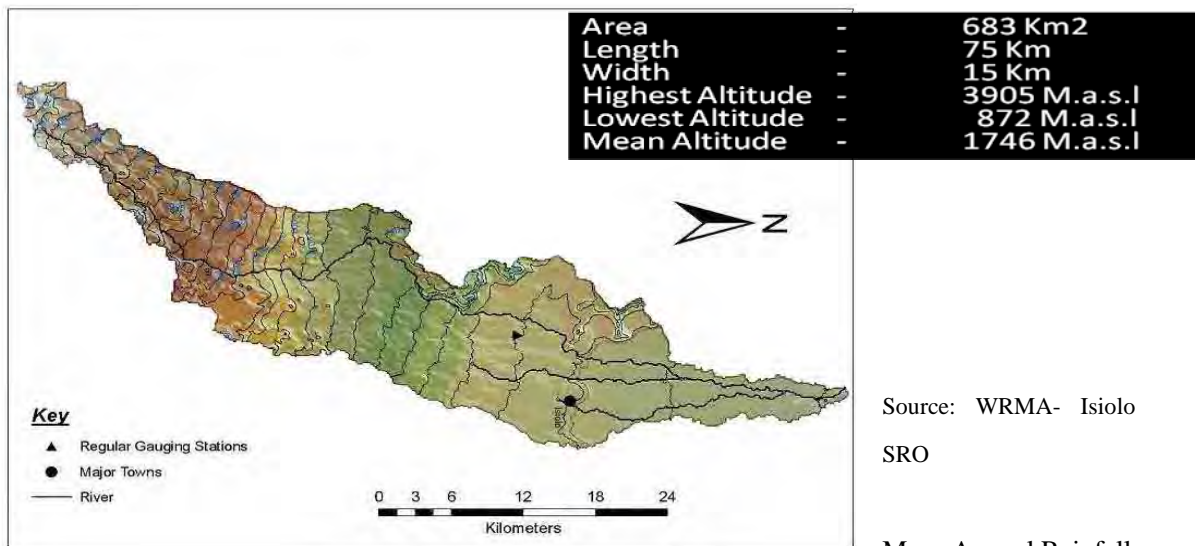 Area - 683 Km2
Length - 75 Km
Width - 15 Km
Highest Altitude - 3905 M.a.s.l
Lowest Altitude - 872 M.a.s.l
Mean Altitude - 1746 M.a.s.l
N
Isiolo
Key
Regular Gauging Stations
Major Towns
River
0 3 6 12 18 24
Kilometers
Source: WRMA- Isiolo
SRO